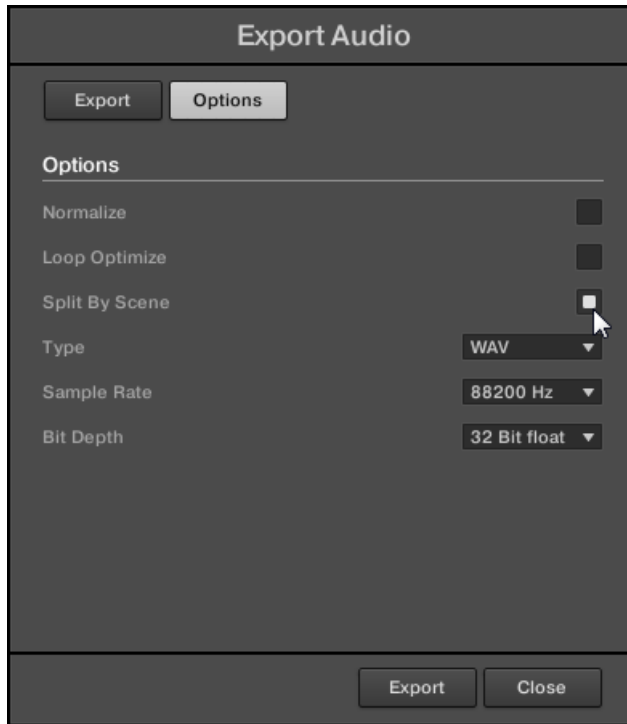 Export Audio
Export Options
Options
Normalize
Loop Optimize
Split By Scene
Type WAV
Sample Rate 88200 Hz
Bit Depth 32 Bit float
Export Close